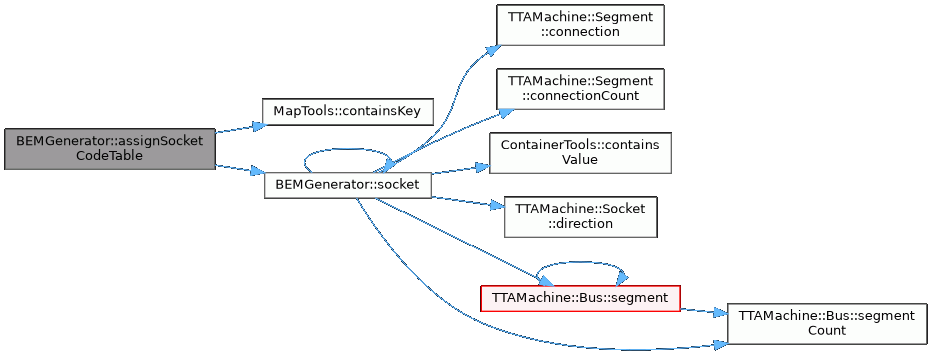 TTAMachine::Segment
::connection
TTAMachine::Segment
::connectionCount
MapTools::containsKey
BEMGenerator::assignSocket
CodeTable
ContainerTools::contains
Value
BEMGenerator::socket
TTAMachine::Socket
::direction
TTAMachine::Bus::segment
TTAMachine::Bus::segment
Count